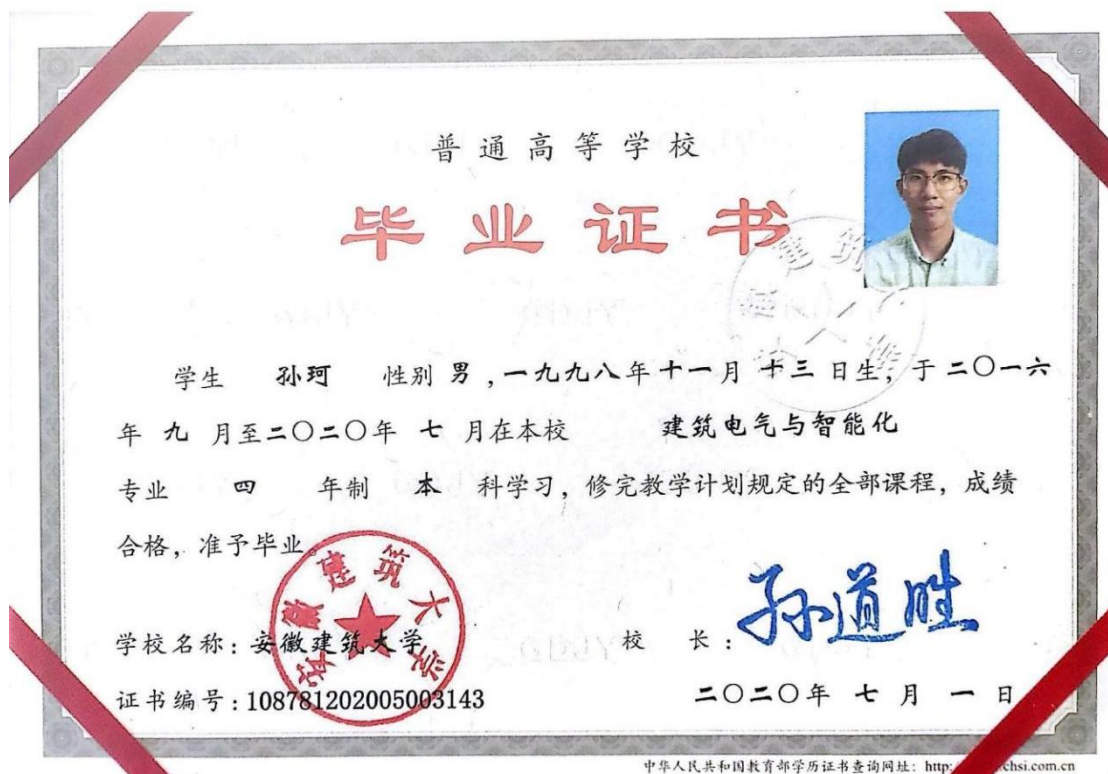 普通高等学校
毕业证书
学生 孙珂 性别 男，一九九八年十一月 十三 日生，于二〇一六
年 九 月至二〇二〇年 七 月在本校 建筑电气与智能化
专业 四 年制 本 科学习，修完教学计划规定的全部课程，成绩
合格，准予毕业。
安徽建筑大学
学校名称：安徽建筑大学
校 长：孙道胜
证书编号：108781202005003143
二〇二〇年 七 月 一 日
中华人民共和国教育部学历证书查询网址：http: chsi.com.cn